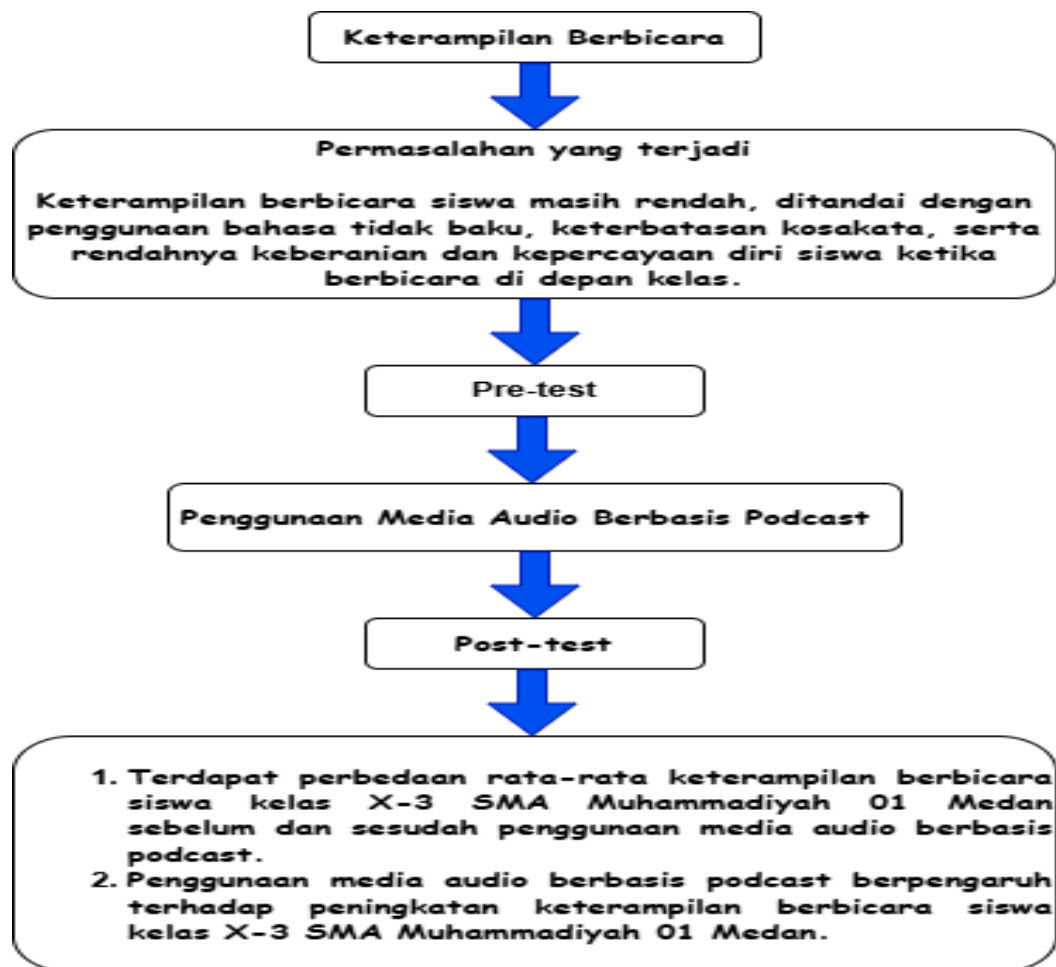 Keterampilan Berbicara
Permasalahan yang terjadi
Keterampilan berbicara siswa masih rendah, ditandai dengan
penggunaan bahasa tidak baku, keterbatasan kosakata, serta
rendahnya keberanian dan kepercayaan diri siswa ketika
berbicara di depan kelas.
Pre-test
Penggunaan Media Audio Berbasis Podcast
Post-test
1. Terdapat perbedaan rata-rata keterampilan berbicara
siswa kelas X-3 SMA Muhammadiyah 01 Medan
sebelum dan sesudah penggunaan media audio berbasis
podcast.
2. Penggunaan media audio berbasis podcast berpengaruh
terhadap peningkatan keterampilan berbicara siswa
kelas X-3 SMA Muhammadiyah 01 Medan.